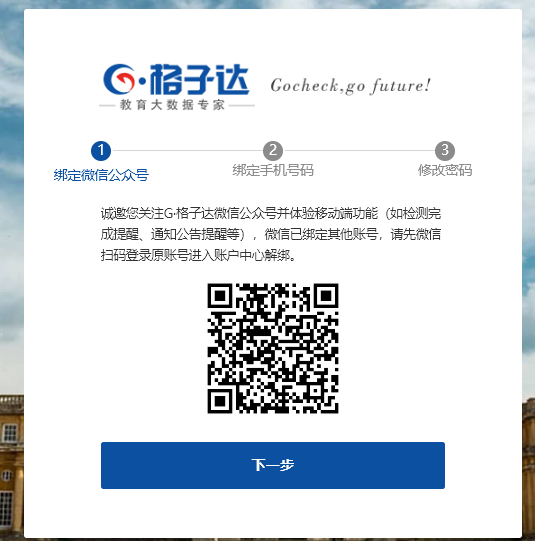 G·格子达
教育大数据专家
Gocheck,go future!
1
2
3
绑定微信公众号
绑定手机号码
修改密码
诚邀您关注G·格子达微信公众号并体验移动端功能（如检测完
成提醒、通知公告提醒等），微信已绑定其他账号，请先微信
扫码登录原账号进入账户中心解绑。
下一步